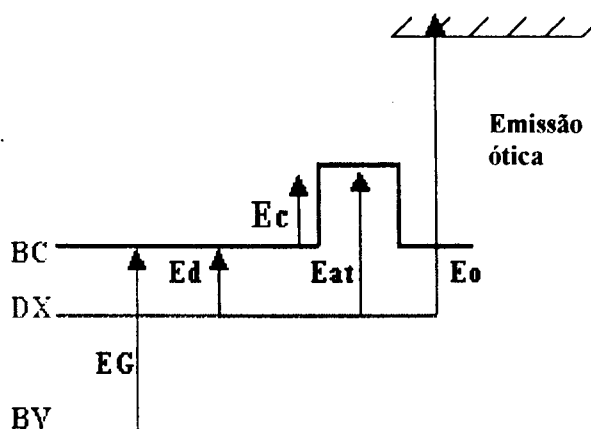 Emissão
ótica
Ec
BC
Ed
Eat
Eo
DX
EG
BV